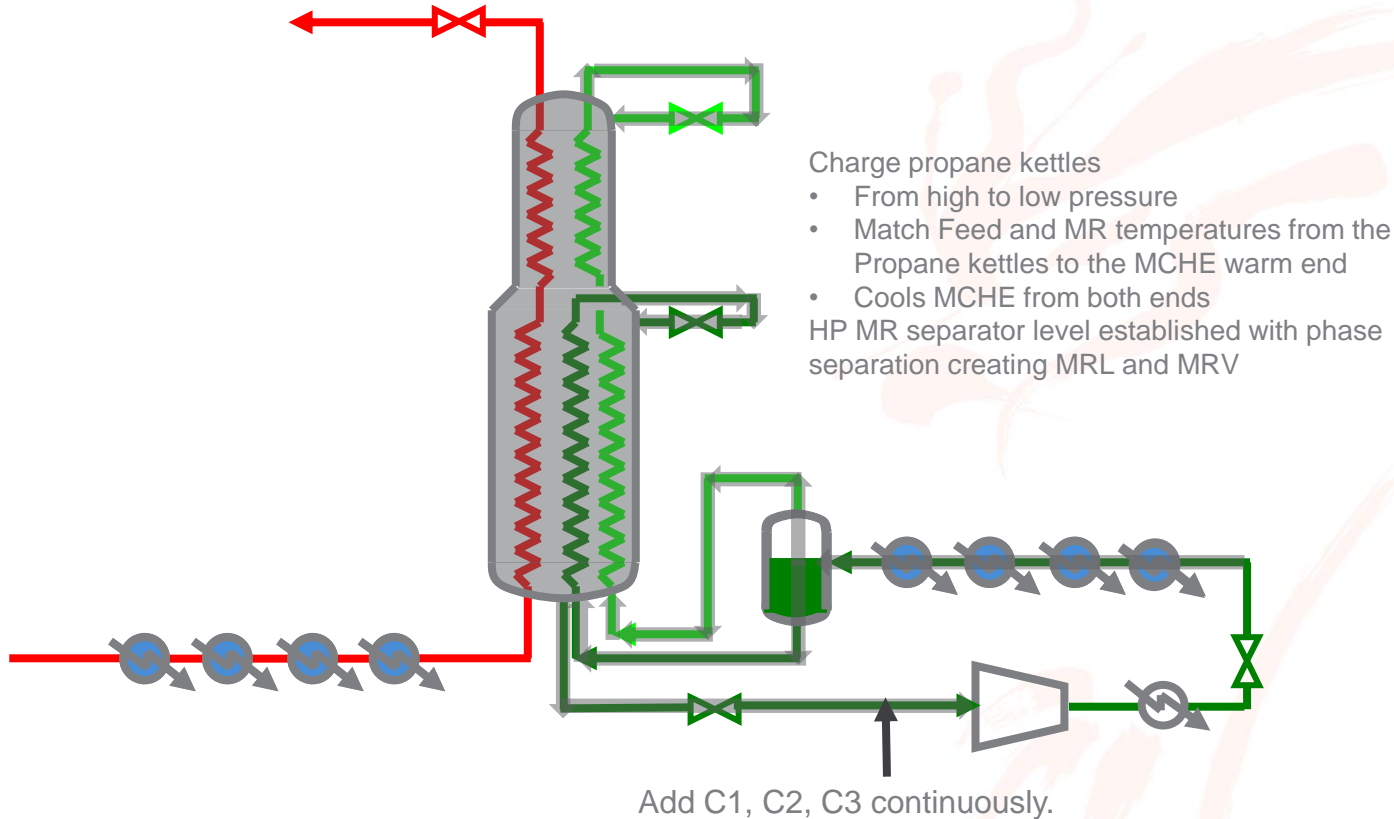 Charge propane kettles
• From high to low pressure
• Match Feed and MR temperatures from the
Propane kettles to the MCHE warm end
• Cools MCHE from both ends
HP MR separator level established with phase
separation creating MRL and MRV
Add C1, C2, C3 continuously.